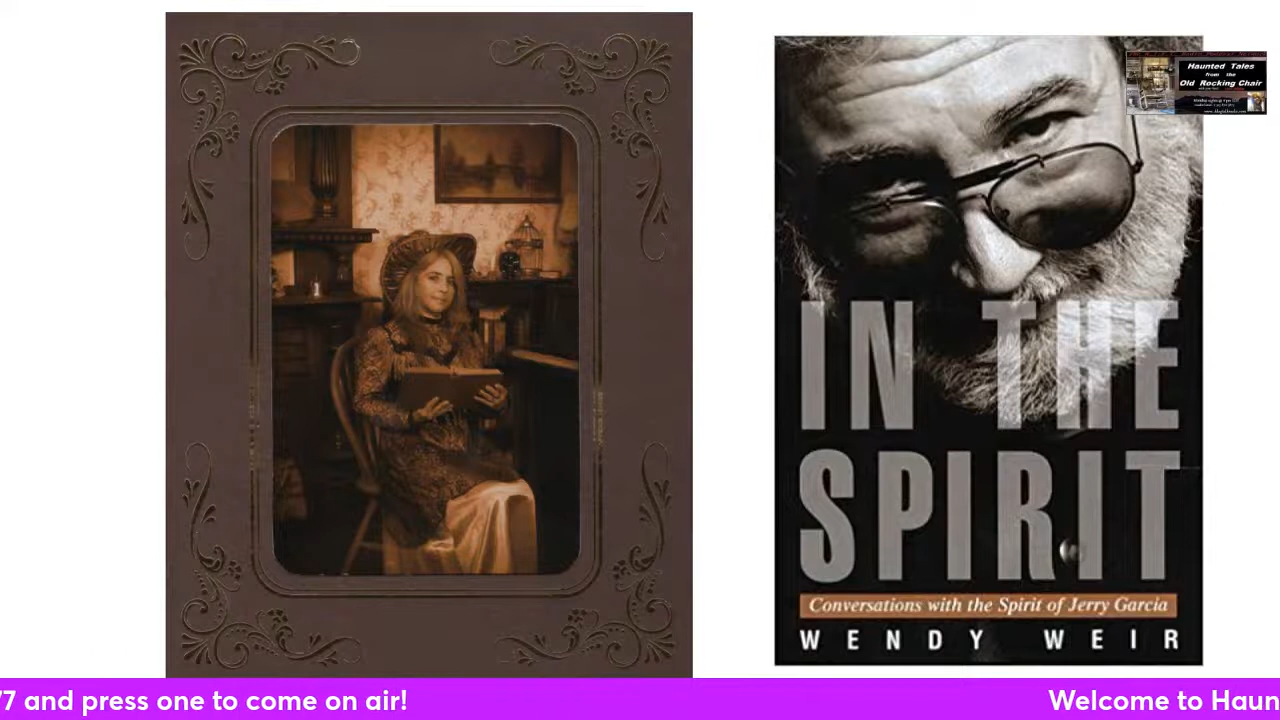 Haunted Tales
from the
Old Rocking Chair
IN THE
SPIRIT
Conversations with the Spirit of Jerry Garcia
WENDY WEIR
77 and press one to come on air!
Welcome to Haun